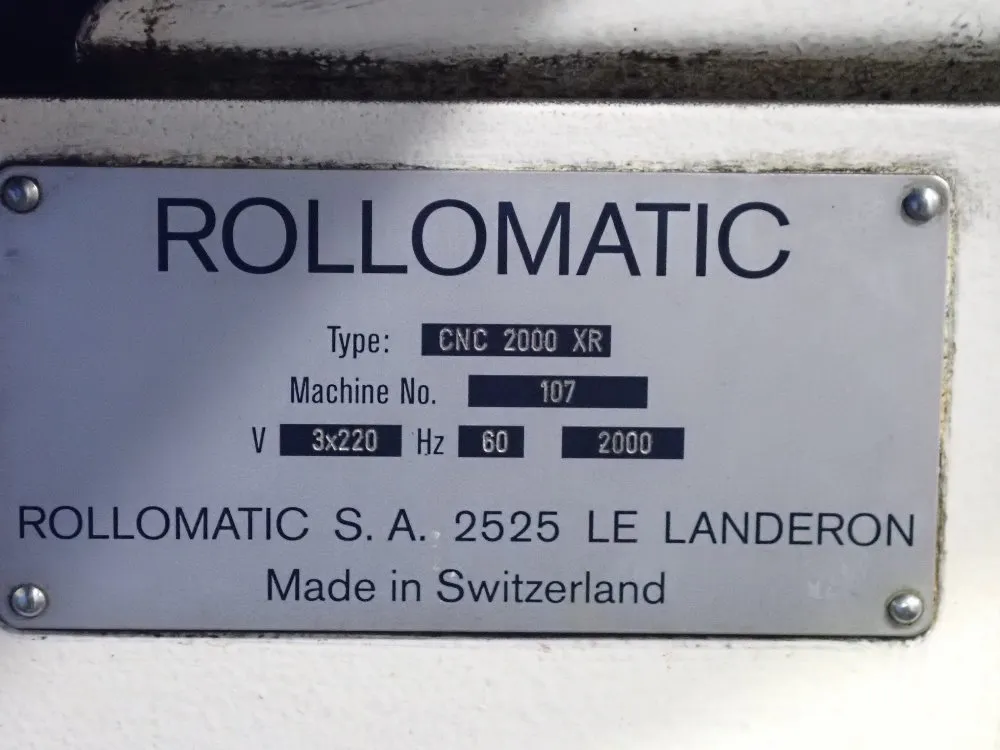 ROLLOMATIC
Type: CNC 2000 XR
Machine No. 107
V 3x220 Hz 60 2000
ROLLOMATIC S. A. 2525 LE LANDERON
Made in Switzerland